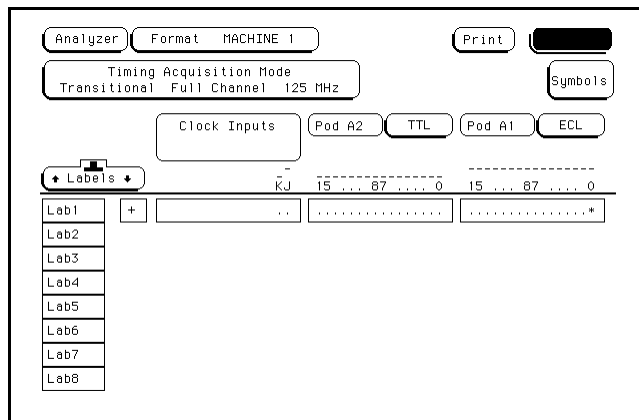 Analyzer Format MACHINE 1 Print
Timing Acquisition Mode
Transitional Full Channel 125 MHz
Symbols
Clock Inputs Pod A2 TTL Pod A1 ECL
↑ Labels ↓
KJ 15 ... 87 .... 0 15 ... 87 .... 0
Lab1 + .. ................ ...............*
Lab2
Lab3
Lab4
Lab5
Lab6
Lab7
Lab8